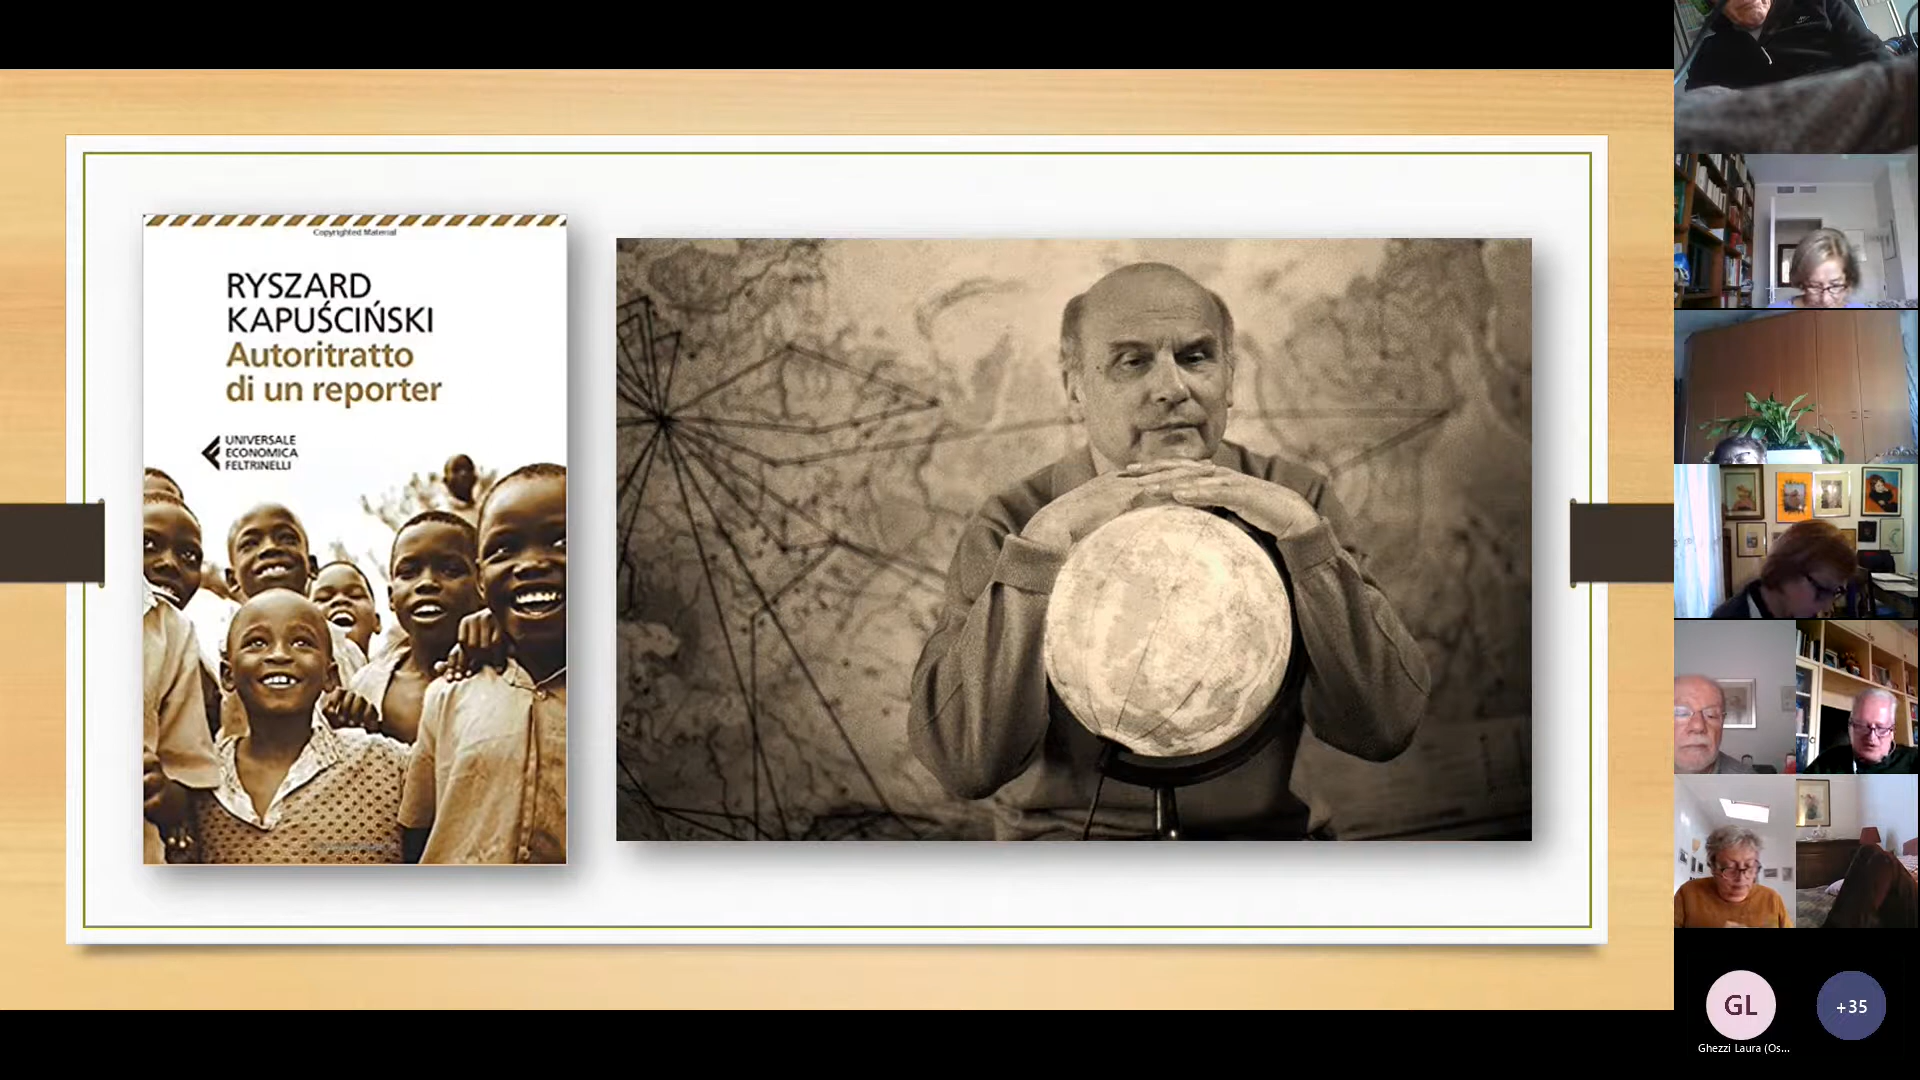 Copyrighted Material
RYSZARD
KAPUŚCIŃSKI
Autoritratto
di un reporter
UNIVERSALE
ECONOMICA
FELTRINELLI
GL
+35
Ghezzi Laura (Os...